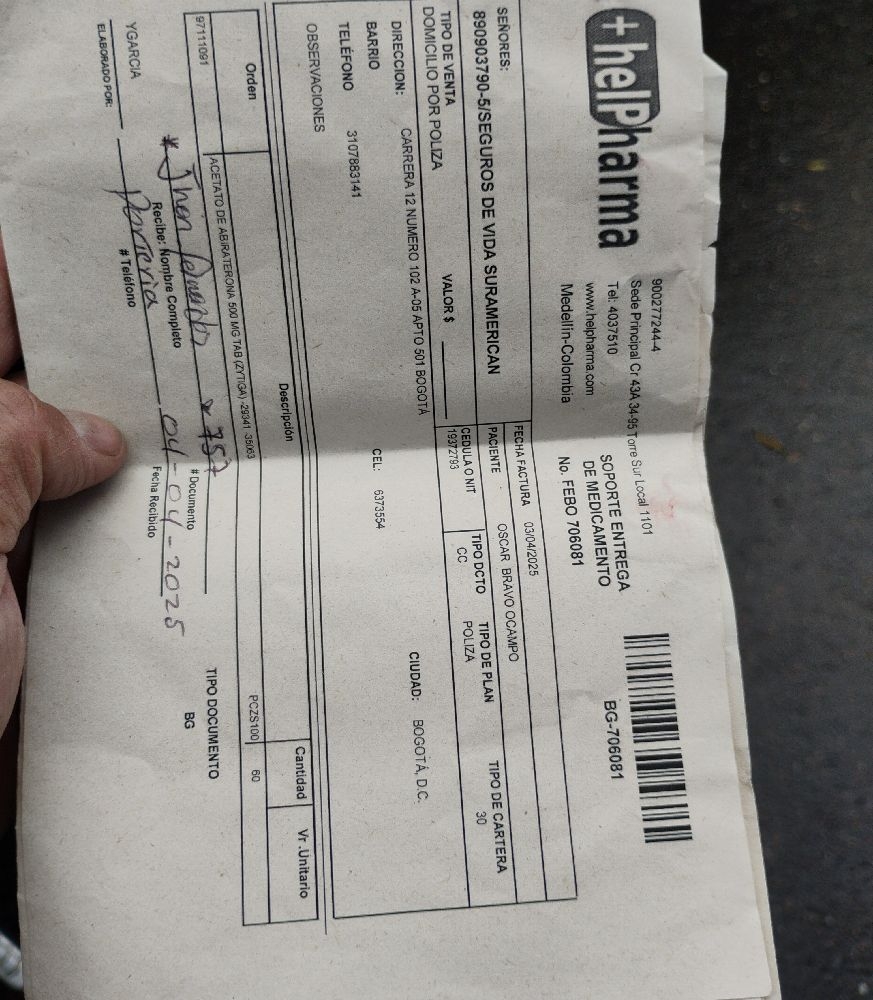 +helPharma
900277244-4
Sede Principal Cr 43A 34-95 Torre Sur Local 1101
Tel: 4037510
www.helpharma.com
Medellín-Colombia
SOPORTE ENTREGA
DE MEDICAMENTO
No. FEBO 706081
BG-706081
SEÑORES:
890903790-5/SEGUROS DE VIDA SURAMERICAN
FECHA FACTURA 03/04/2025
PACIENTE OSCAR BRAVO OCAMPO
TIPO DE VENTA VALOR $
DOMICILIO POR POLIZA
CEDULA O NIT TIPO DCTO TIPO DE PLAN TIPO DE CARTERA
19372793 CC POLIZA 30
DIRECCION: CARRERA 12 NUMERO 102 A-05 APTO 501 BOGOTÁ
BARRIO CIUDAD: BOGOTÁ, D.C.
TELÉFONO 3107883141 CEL: 6373554
OBSERVACIONES
Orden Descripción Cantidad Vr .Unitario
97111091 ACETATO DE ABIRATERONA 500 MG TAB (ZYTIGA) -29341 35063 PCZS100 60
* Jhon * 757
YGARCIA Recibe: Nombre Completo # Documento TIPO DOCUMENTO
Porteria 04-04-2025 BG
ELABORADO POR: # Teléfono Fecha Recibido